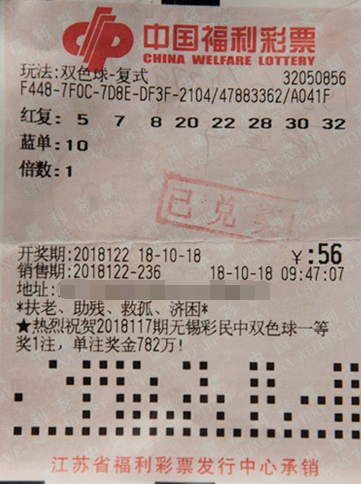 中国福利彩票
CHINA WELFARE LOTTERY
玩法:双色球-复式 32050856
F448-7F0C-7D8E-DF3F-2104/47883362/A041F
红复: 5 7 8 20 22 28 30 32
蓝单:10
倍数:1
已兑奖
开奖期:2018122 18-10-18 ¥:56
销售期:2018122-236 18-10-18 09:47:07
地址:
*扶老、助残、救孤、济困*
★热烈祝贺2018117期无锡彩民中双色球一等
奖1注，单注奖金782万!
江苏省福利彩票发行中心承销